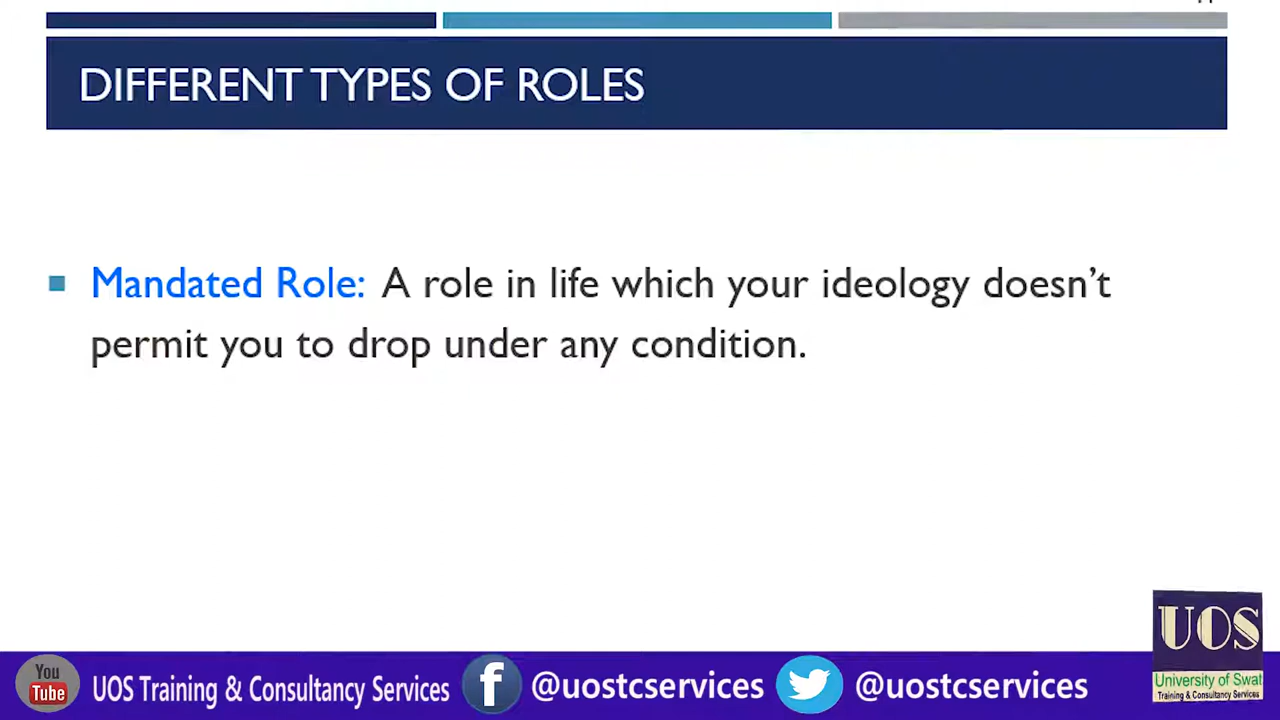 DIFFERENT TYPES OF ROLES
Mandated Role: A role in life which your ideology doesn’t
permit you to drop under any condition.
UOS
University of Swat
Training & Consultancy Services
You
Tube
UOS Training & Consultancy Services
f
@uostcservices
@uostcservices